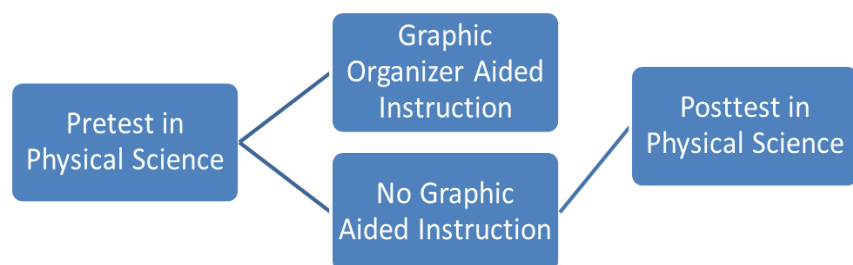 Pretest in
Physical Science
Graphic
Organizer Aided
Instruction
No Graphic
Aided Instruction
Posttest in
Physical Science